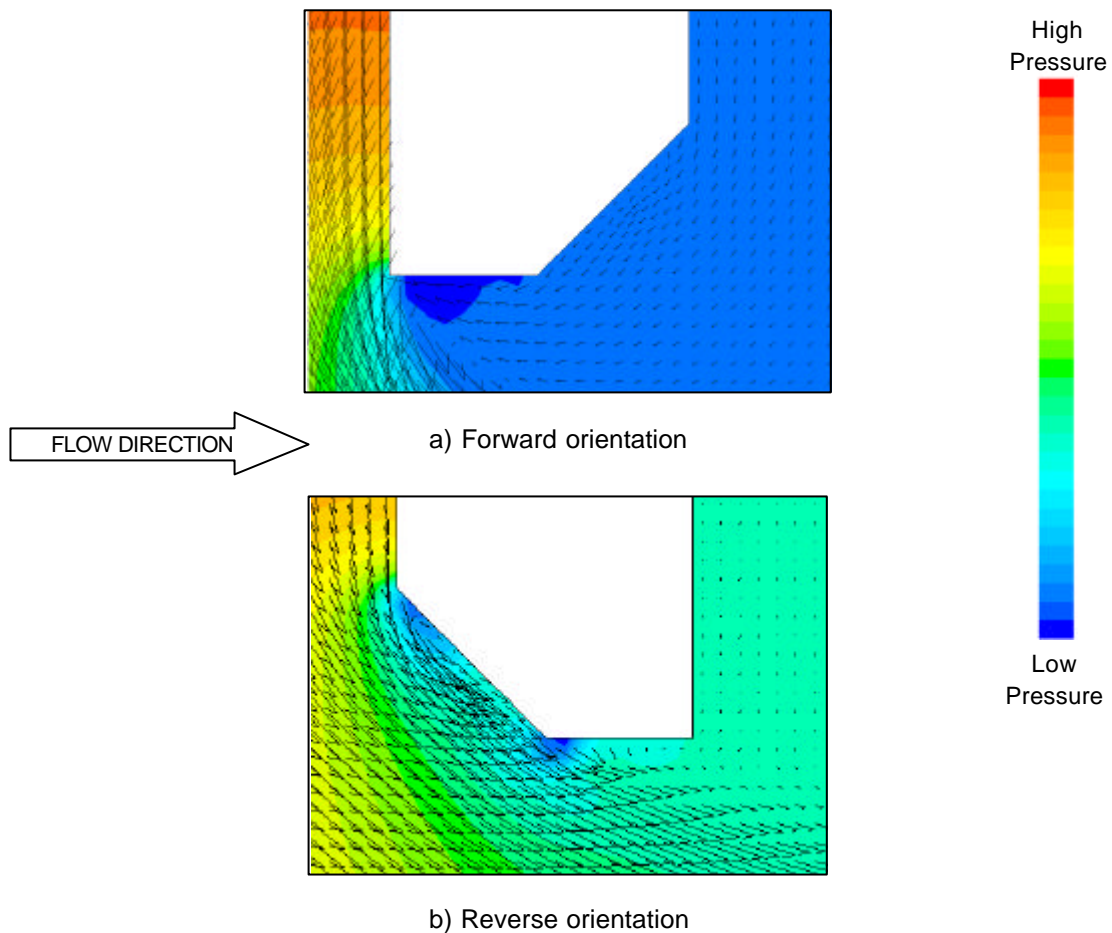 High
Pressure
a) Forward orientation
FLOW DIRECTION
Low
Pressure
b) Reverse orientation